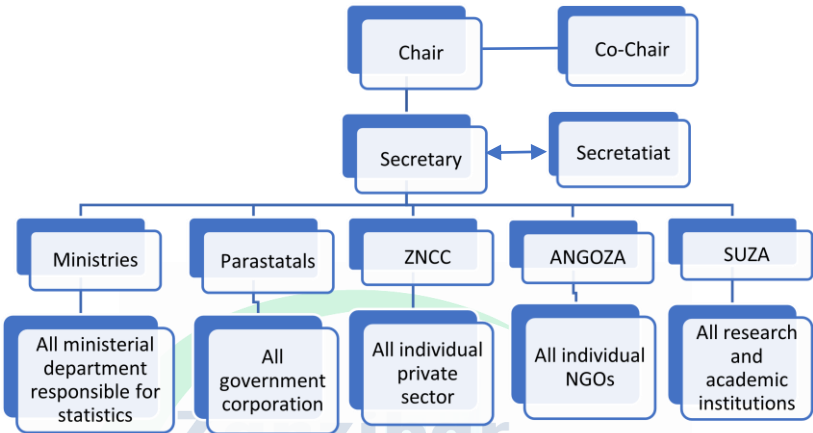 Chair
Co-Chair
Secretary
Secretatiat
Ministries
Parastatals
ZNCC
ANGOZA
SUZA
All ministerial
department
responsible for
statistics
All
government
corporation
All individual
private
sector
All individual
NGOs
All research
and
academic
institutions